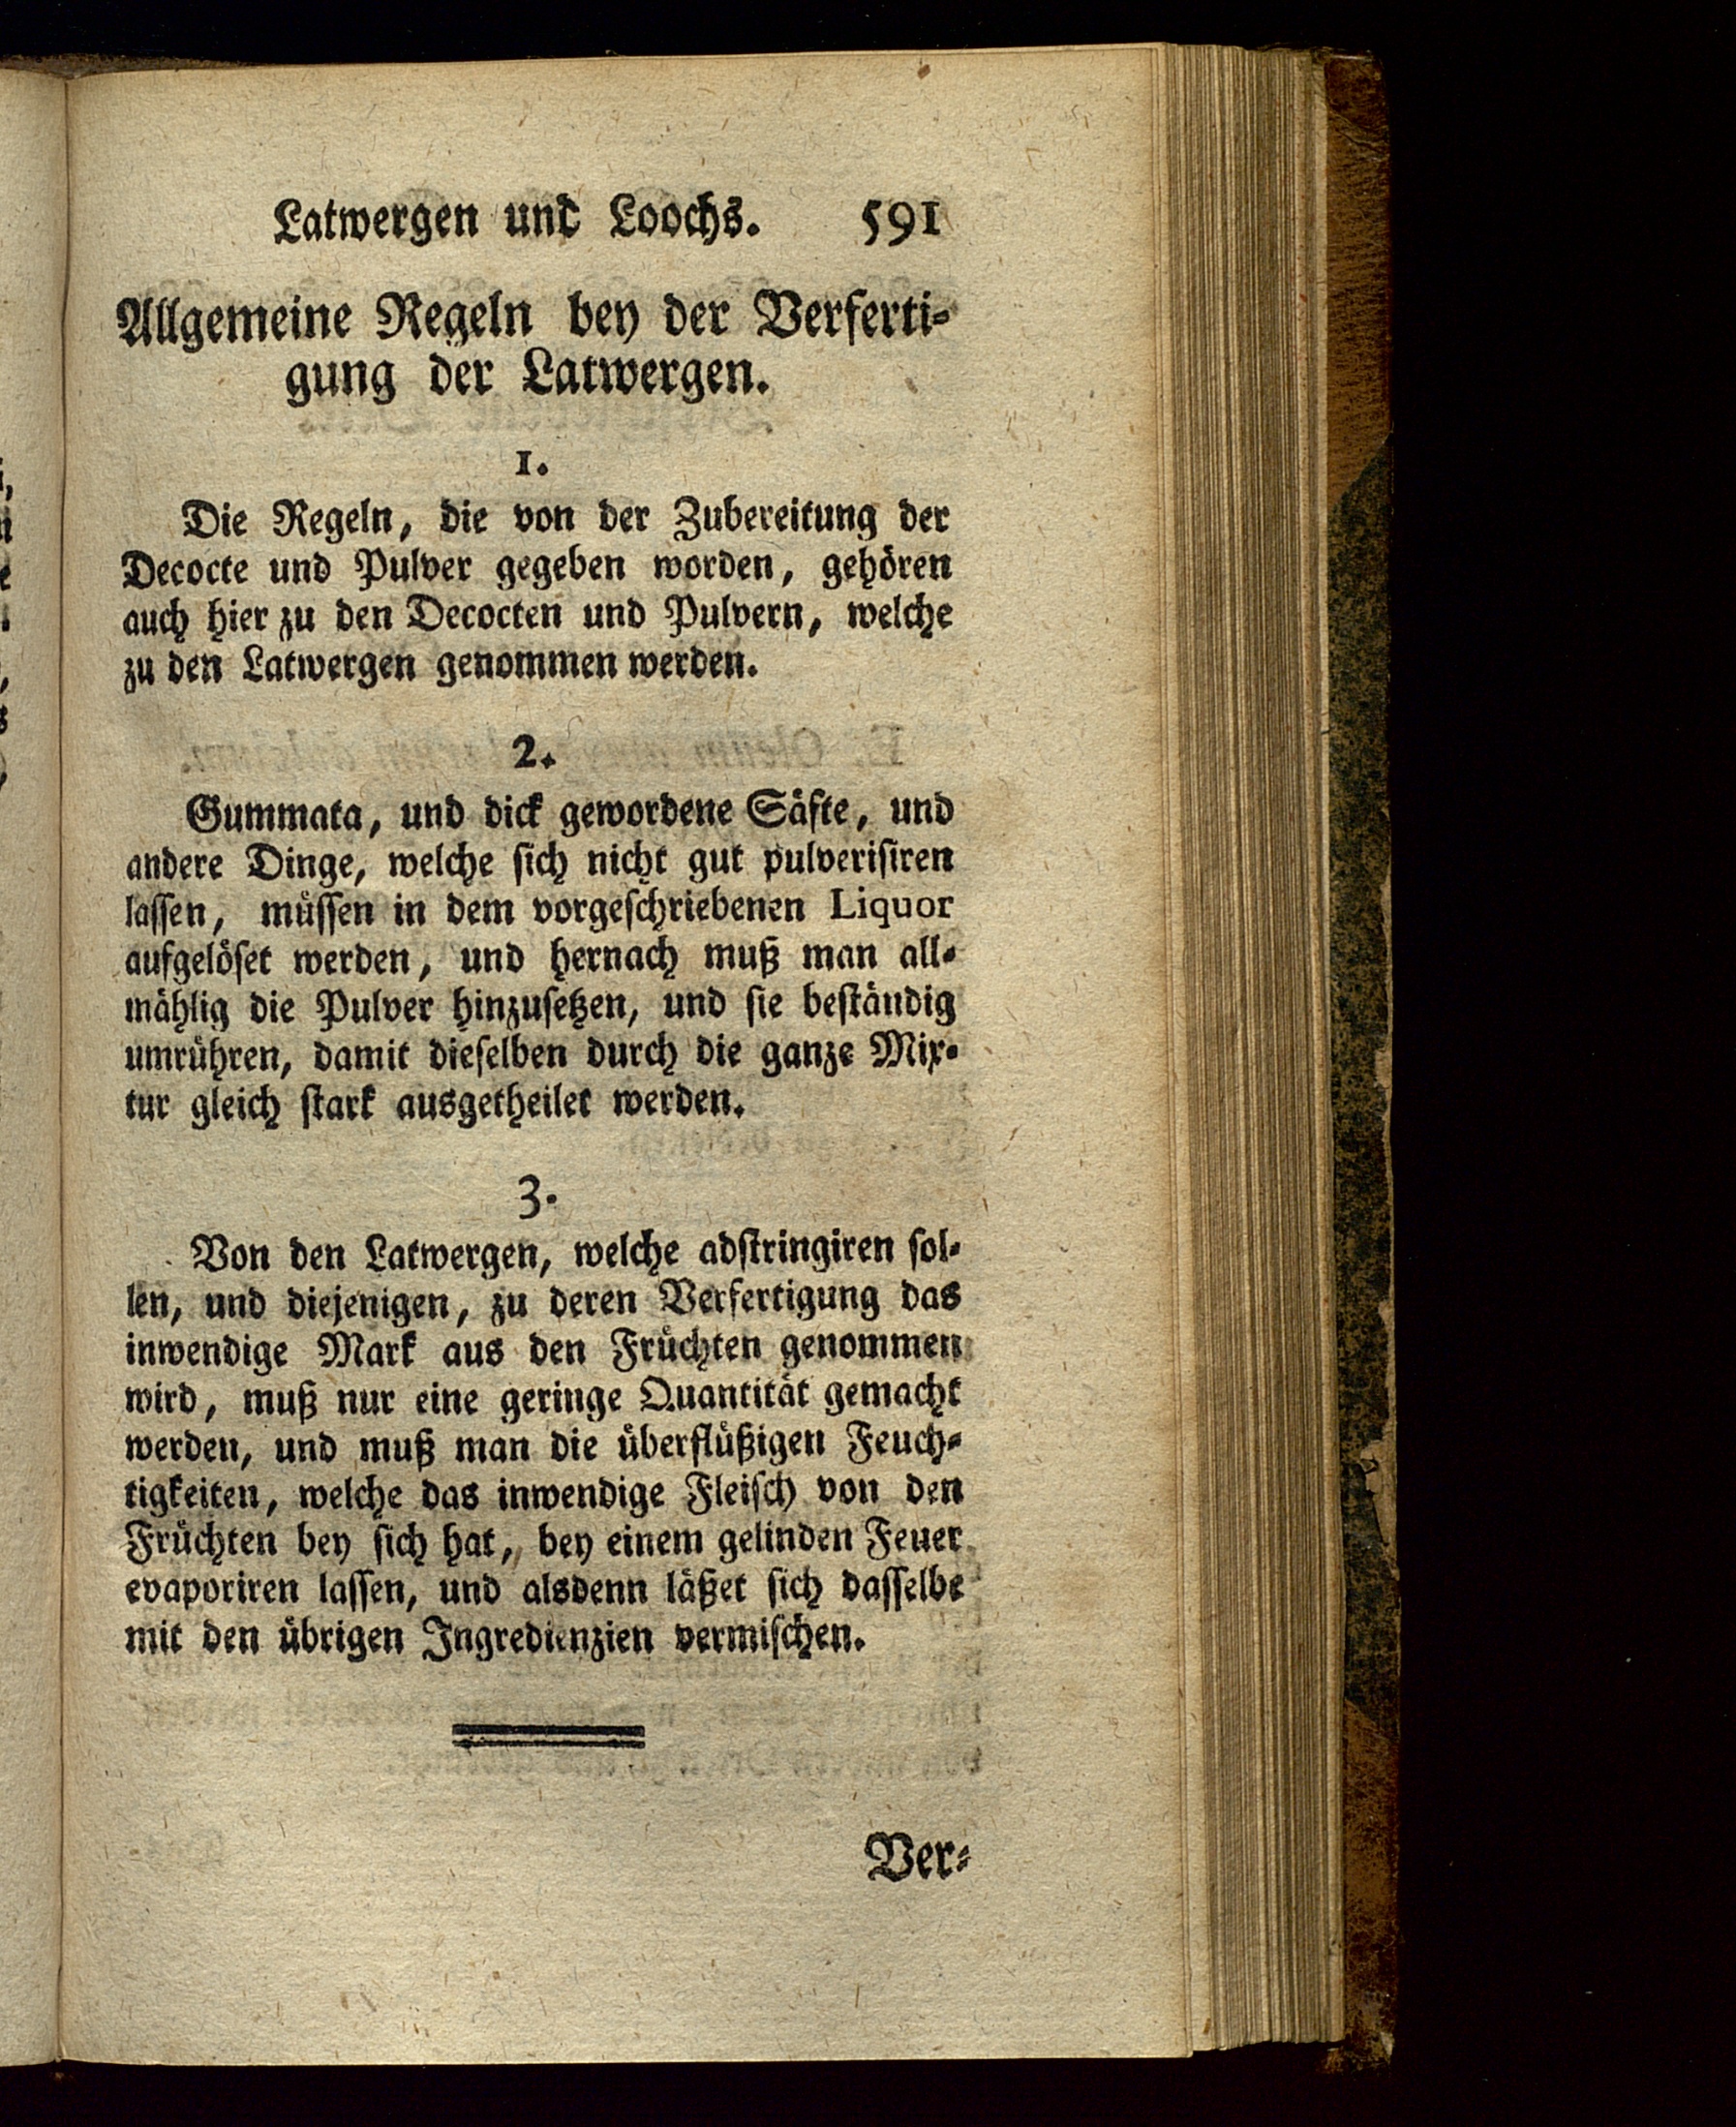 Latwergen und Loochs. 591
Allgemeine Regeln bey der Verferti-
gung der Latwergen.
1.
Die Regeln, die von der Zubereitung der
Decocte und Pulver gegeben worden, gehören
auch hier zu den Decocten und Pulvern, welche
zu den Latwergen genommen werden.
2.
Gummata, und dick gewordene Säfte, und
andere Dinge, welche sich nicht gut pulverisiren
lassen, müssen in dem vorgeschriebenen Liquor
aufgelöset werden, und hernach muß man all-
mählig die Pulver hinzusetzen, und sie beständig
umrühren, damit dieselben durch die ganze Mix-
tur gleich stark ausgetheilet werden.
3.
Von den Latwergen, welche adstringiren sol-
len, und diejenigen, zu deren Verfertigung das
inwendige Mark aus den Früchten genommen
wird, muß nur eine geringe Quantität gemacht
werden, und muß man die überflüßigen Feuch-
tigkeiten, welche das inwendige Fleisch von den
Früchten bey sich hat, bey einem gelinden Feuer
evaporiren lassen, und alsdenn läßet sich dasselbe
mit den übrigen Ingredienzien vermischen.
Ver-